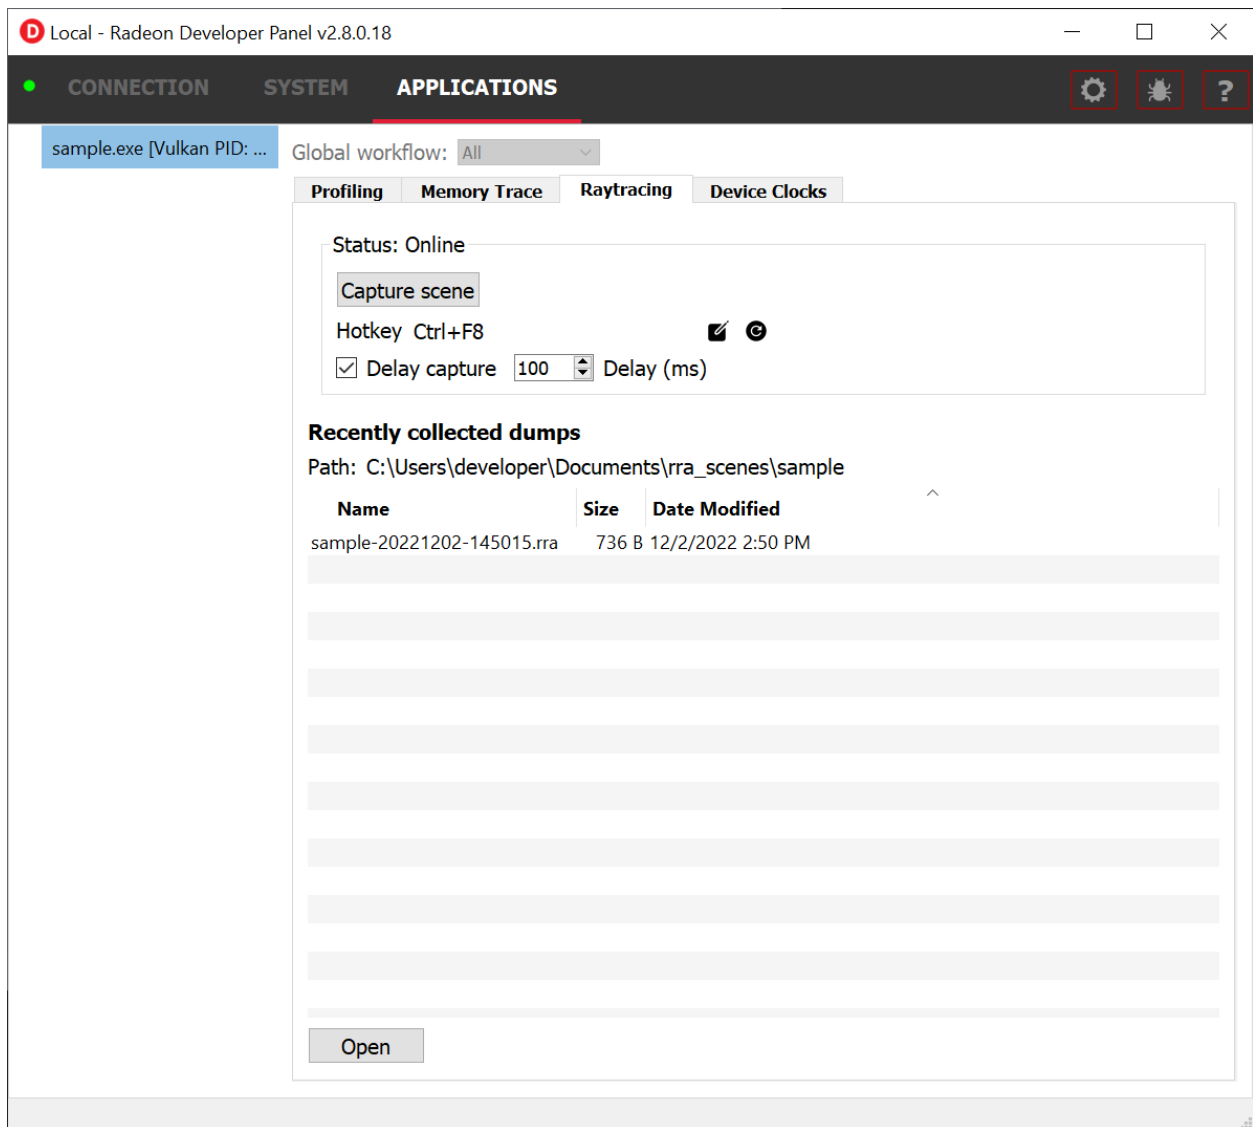 D Local - Radeon Developer Panel v2.8.0.18
CONNECTION SYSTEM APPLICATIONS ?
sample.exe [Vulkan PID: ...
Global workflow: All
Profiling Memory Trace Raytracing Device Clocks
Status: Online
Capture scene
Hotkey Ctrl+F8
Delay capture 100 Delay (ms)
Recently collected dumps
Path: C:\Users\developer\Documents\rra_scenes\sample
Name Size Date Modified
sample-20221202-145015.rra 736 B 12/2/2022 2:50 PM
Open